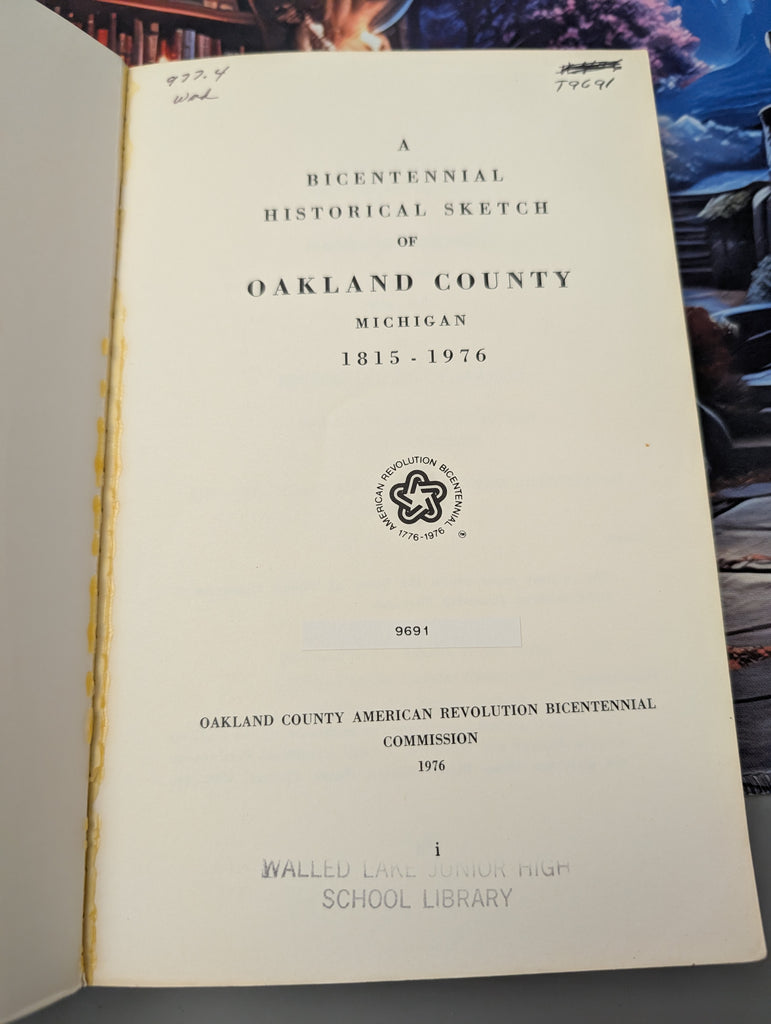 977.4
T9691
A
BICENTENNIAL
HISTORICAL SKETCH
OF
OAKLAND COUNTY
MICHIGAN
1815 - 1976
AMERICAN REVOLUTION BICENTENNIAL
1776-1976
®
9691
OAKLAND COUNTY AMERICAN REVOLUTION BICENTENNIAL
COMMISSION
1976
i
WALLED LAKE JUNIOR HIGH
SCHOOL LIBRARY